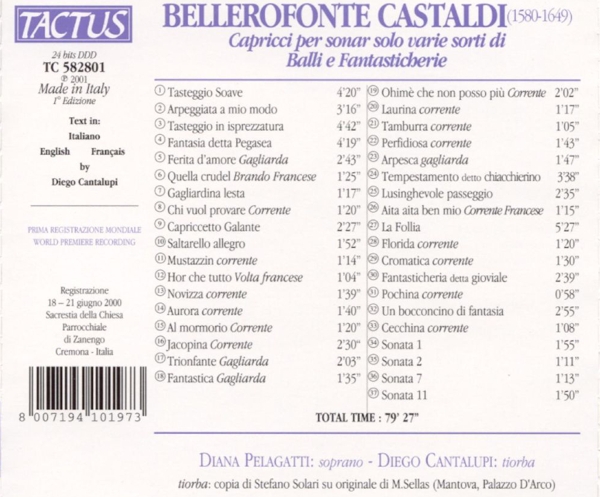 TACTUS
24 bits DDD
TC 582801
℗ 2001
Made in Italy
1ª Edizione
Text in:
Italiano
English Français
by
Diego Cantalupi
PRIMA REGISTRAZIONE MONDIALE
WORLD PREMIERE RECORDING
Registrazione
18 – 21 giugno 2000
Sacrestia della Chiesa
Parrocchiale
di Zanengo
Cremona - Italia
8 007194 101973
BELLEROFONTE CASTALDI (1580-1649)
Capricci per sonar solo varie sorti di
Balli e Fantasticherie
1 Tasteggio Soave 4'20"
2 Arpeggiata a mio modo 3'16"
3 Tasteggio in isprezzatura 4'42"
4 Fantasia detta Pegasea 4'19"
5 Ferita d'amore Gagliarda 2'43"
6 Quella crudel Brando Francese 1'25"
7 Gagliardina lesta 1'17"
8 Chi vuol provare Corrente 1'20"
9 Capriccetto Galante 2'27"
10 Saltarello allegro 1'52"
11 Mustazzin corrente 1'14"
12 Hor che tutto Volta francese 1'04"
13 Novizza corrente 1'39"
14 Aurora corrente 1'40"
15 Al mormorio Corrente 1'20"
16 Jacopina Corrente 2'30"
17 Trionfante Gagliarda 2'03"
18 Fantastica Gagliarda 1'35"
19 Ohimè che non posso più Corrente 2'02"
20 Laurina corrente 1'17"
21 Tamburra corrente 1'05"
22 Perfidiosa corrente 1'43"
23 Arpesca gagliarda 1'47"
24 Tempestamento detto chiacchierino 3'38"
25 Lusinghevole passeggio 2'35"
26 Aita aita ben mio Corrente Francese 1'15"
27 La Follia 5'27"
28 Florida corrente 1'20"
29 Cromatica corrente 1'30"
30 Fantasticheria detta gioviale 2'39"
31 Pochina corrente 0'58"
32 Un bocconcino di fantasia 2'55"
33 Cecchina corrente 1'08"
34 Sonata 1 1'55"
35 Sonata 2 1'11"
36 Sonata 7 1'13"
37 Sonata 11 1'50"
TOTAL TIME : 79' 27"
DIANA PELAGATTI: soprano - DIEGO CANTALUPI: tiorba
tiorba: copia di Stefano Solari su originale di M.Sellas (Mantova, Palazzo D'Arco)